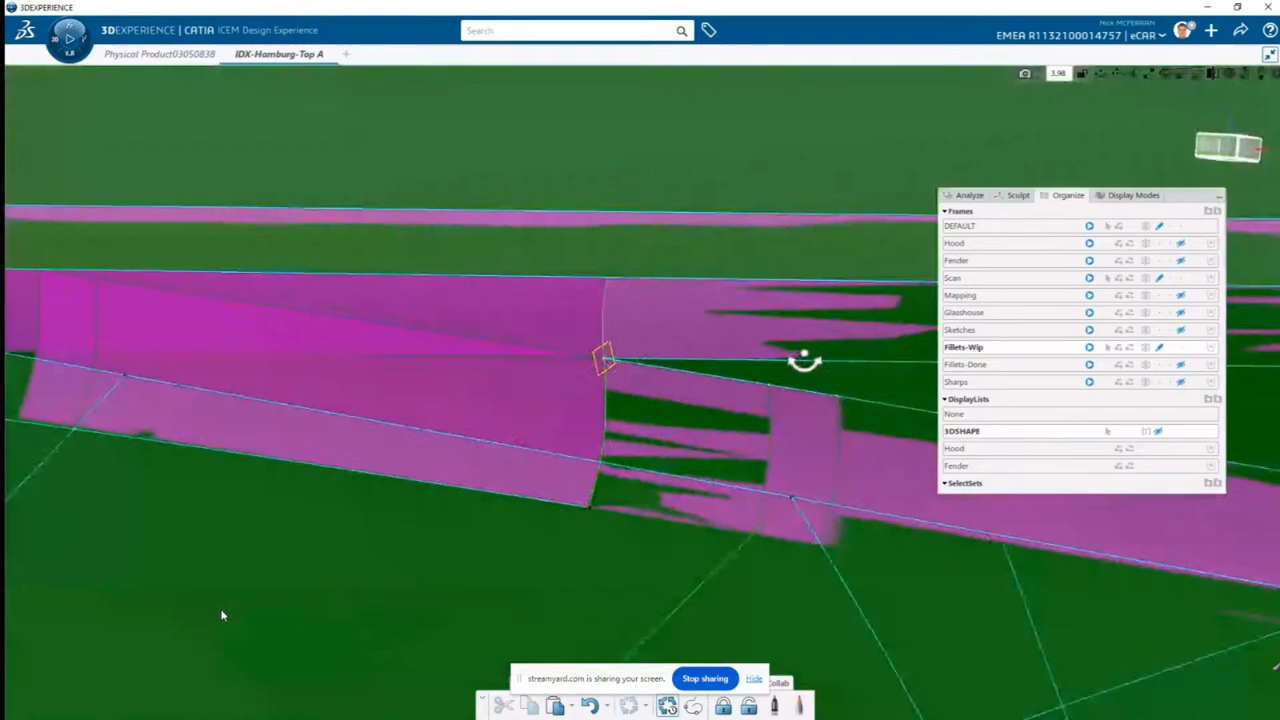 3DEXPERIENCE
3DEXPERIENCE | CATIA ICEM Design Experience
Search
Nick MCFERRAN
EMEA R1132100014757 | eCAR
3D
V.R
Physical Product03050838
IDX-Hamburg-Top A
3.98
Analyze
Sculpt
Organize
Display Modes
Frames
DEFAULT
Hood
Fender
Scan
Mapping
Glasshouse
Sketches
Fillets-Wip
Fillets-Done
Sharps
DisplayLists
None
3DSHAPE
Hood
Fender
SelectSets
streamyard.com is sharing your screen.
Stop sharing
Hide
Collab